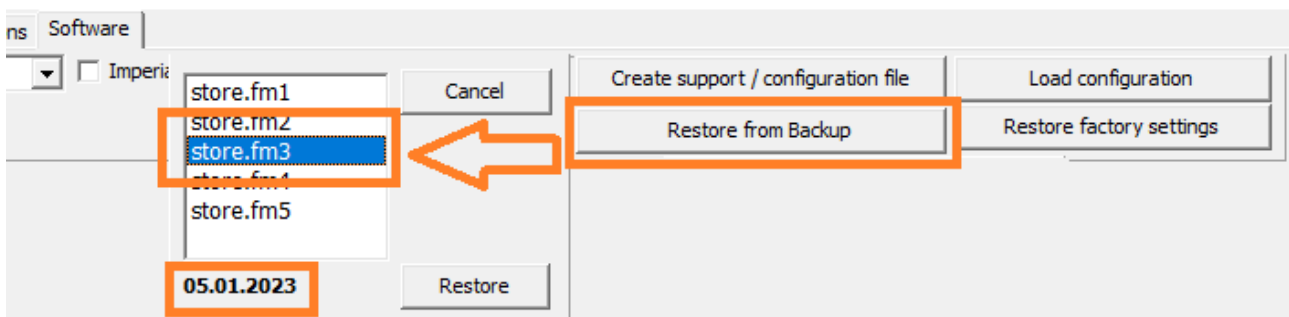 ns Software
Imperia
store.fm1
store.fm2
store.fm3
store.fm4
store.fm5
Cancel
05.01.2023
Restore
Create support / configuration file
Load configuration
Restore from Backup
Restore factory settings